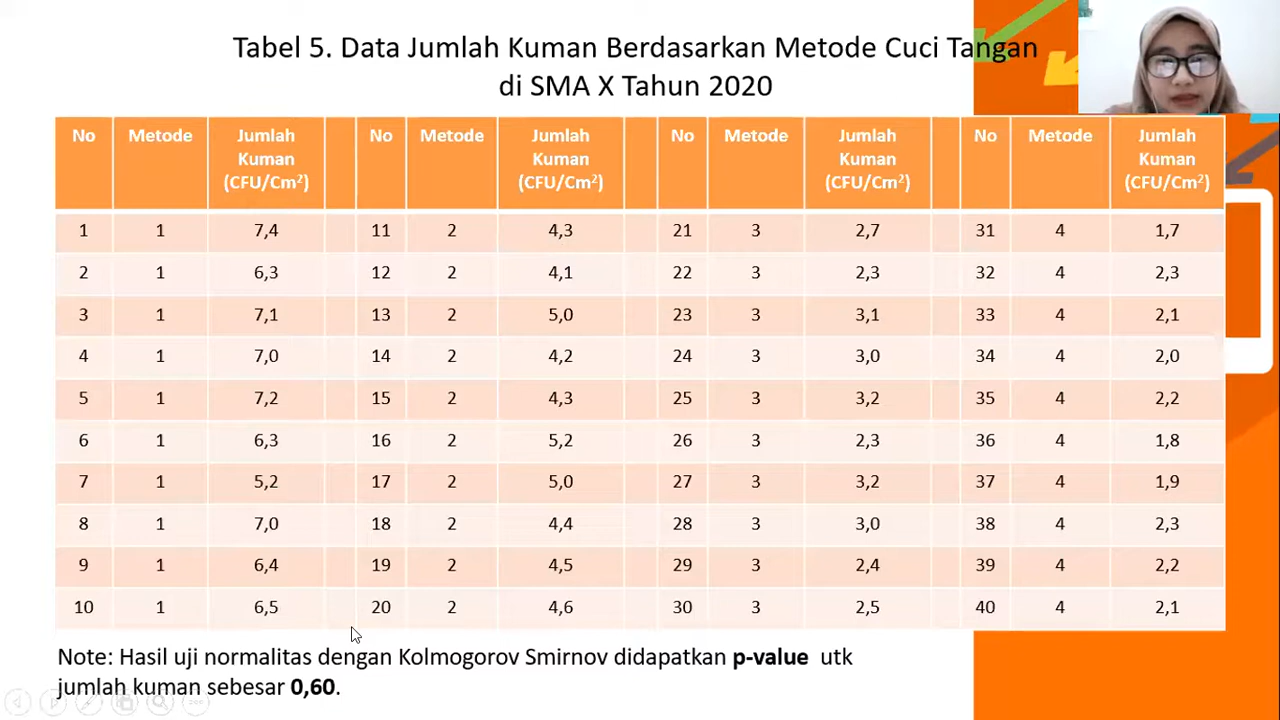 Tabel 5. Data Jumlah Kuman Berdasarkan Metode Cuci Tangan
di SMA X Tahun 2020
No Metode Jumlah Kuman (CFU/Cm²) No Metode Jumlah Kuman (CFU/Cm²) No Metode Jumlah Kuman (CFU/Cm²) No Metode Jumlah Kuman (CFU/Cm²)
1 1 7,4 11 2 4,3 21 3 2,7 31 4 1,7
2 1 6,3 12 2 4,1 22 3 2,3 32 4 2,3
3 1 7,1 13 2 5,0 23 3 3,1 33 4 2,1
4 1 7,0 14 2 4,2 24 3 3,0 34 4 2,0
5 1 7,2 15 2 4,3 25 3 3,2 35 4 2,2
6 1 6,3 16 2 5,2 26 3 2,3 36 4 1,8
7 1 5,2 17 2 5,0 27 3 3,2 37 4 1,9
8 1 7,0 18 2 4,4 28 3 3,0 38 4 2,3
9 1 6,4 19 2 4,5 29 3 2,4 39 4 2,2
10 1 6,5 20 2 4,6 30 3 2,5 40 4 2,1
Note: Hasil uji normalitas dengan Kolmogorov Smirnov didapatkan p-value utk
jumlah kuman sebesar 0,60.